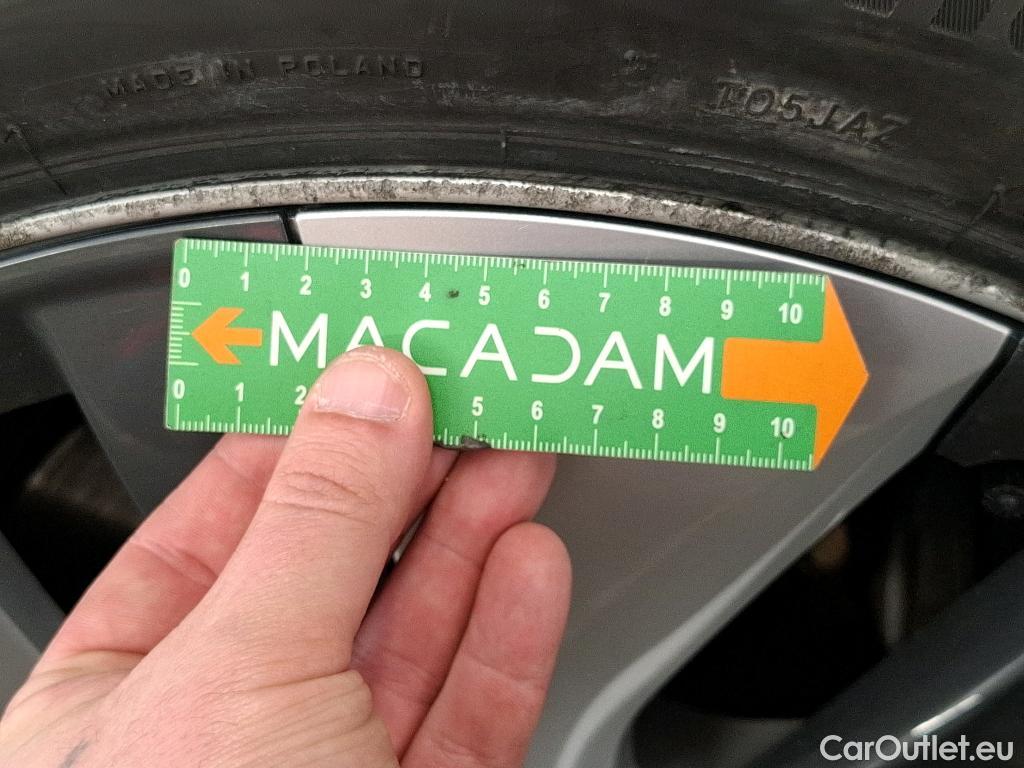 MADE IN POLAND
T05JAZ
0 1 2 3 4 5 6 7 8 9 10
MACADAM
0 1 2 5 6 7 8 9 10
CarOutlet.eu